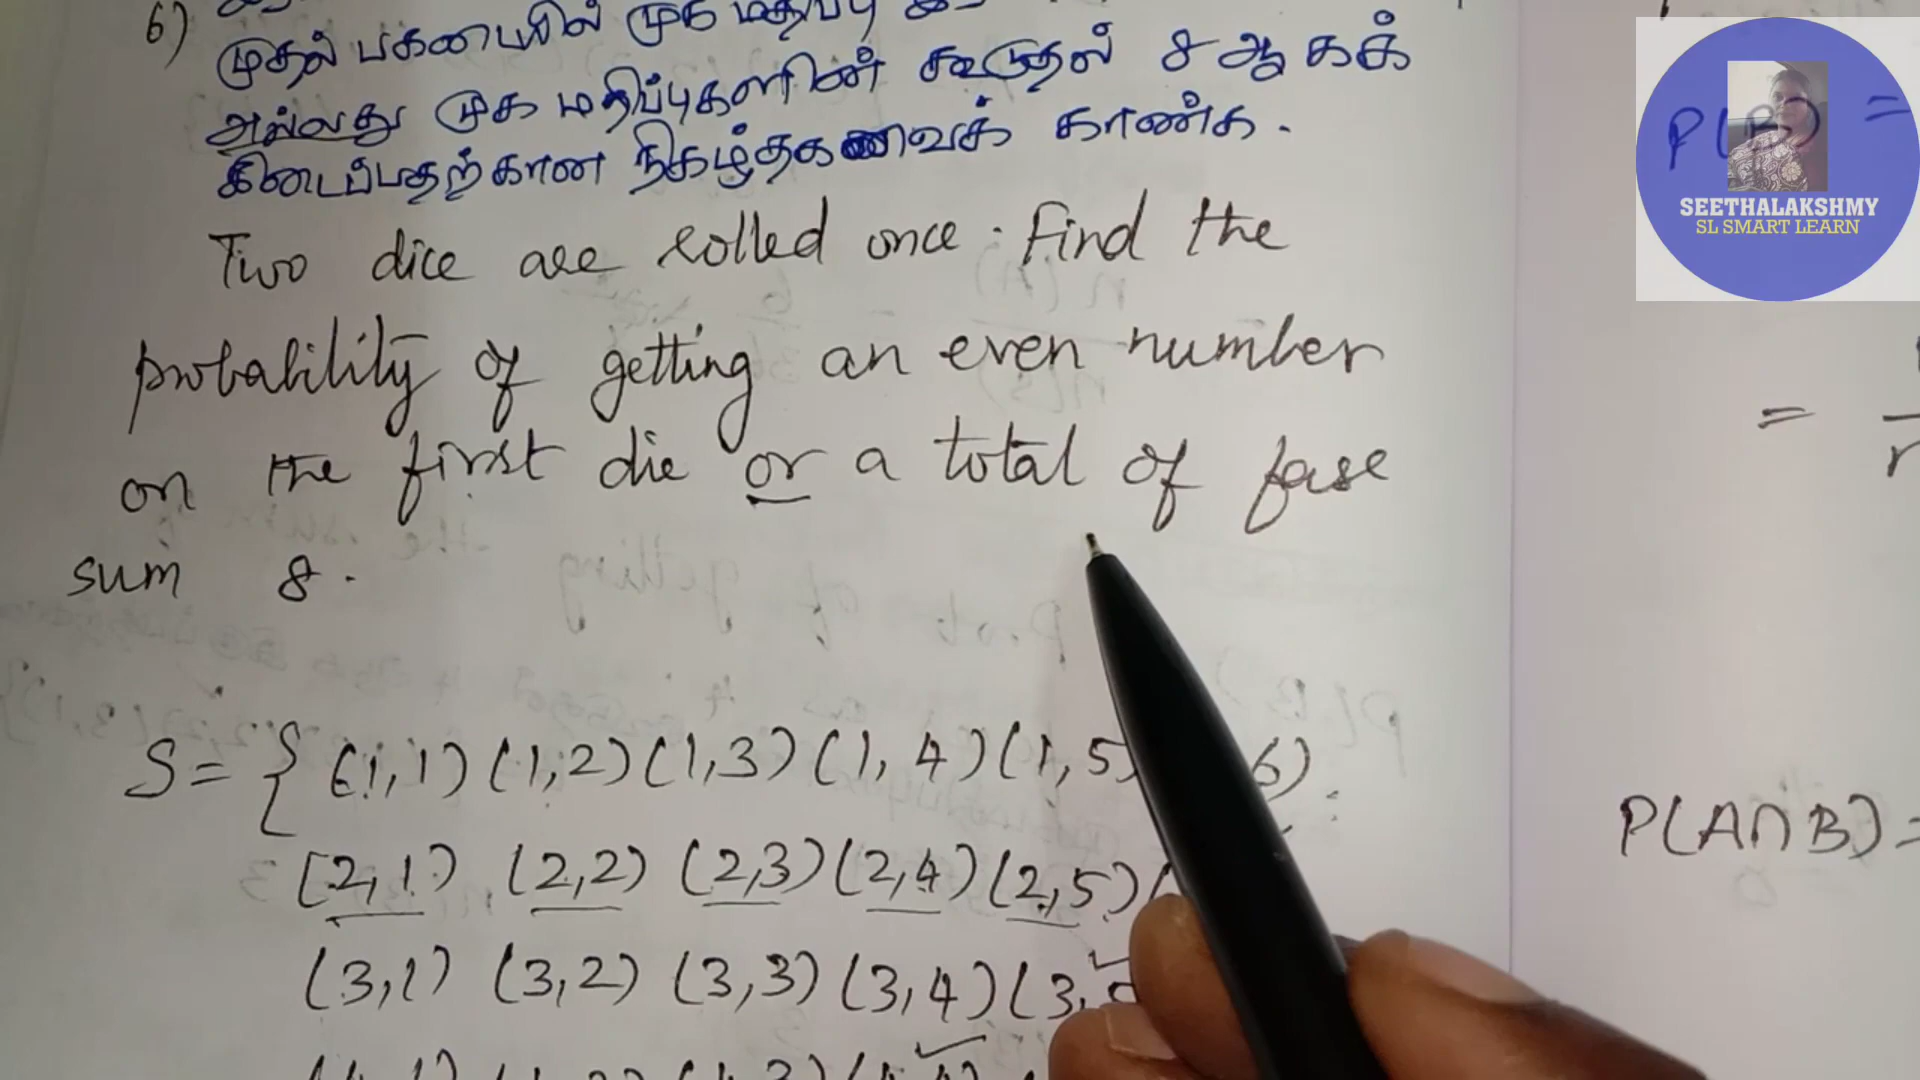 6)
முதல் பகடையில் முக மதிப்பு
அல்லது முக மதிப்புகளின் கூடுதல் 8 ஆகக்
கிடைப்பதற்கான நிகழ்தகவைக் காண்க.
Two dice are rolled once. Find the
probability of getting an even number
on the first die or a total of face
sum 8.
S = { (1,1) (1,2) (1,3) (1,4) (1,5) 6)
(2,1) (2,2) (2,3) (2,4) (2,5) (
(3,1) (3,2) (3,3) (3,4) (3,
P(B) =
=
P(A∩B) =
SEETHALAKSHMY
SL SMART LEARN